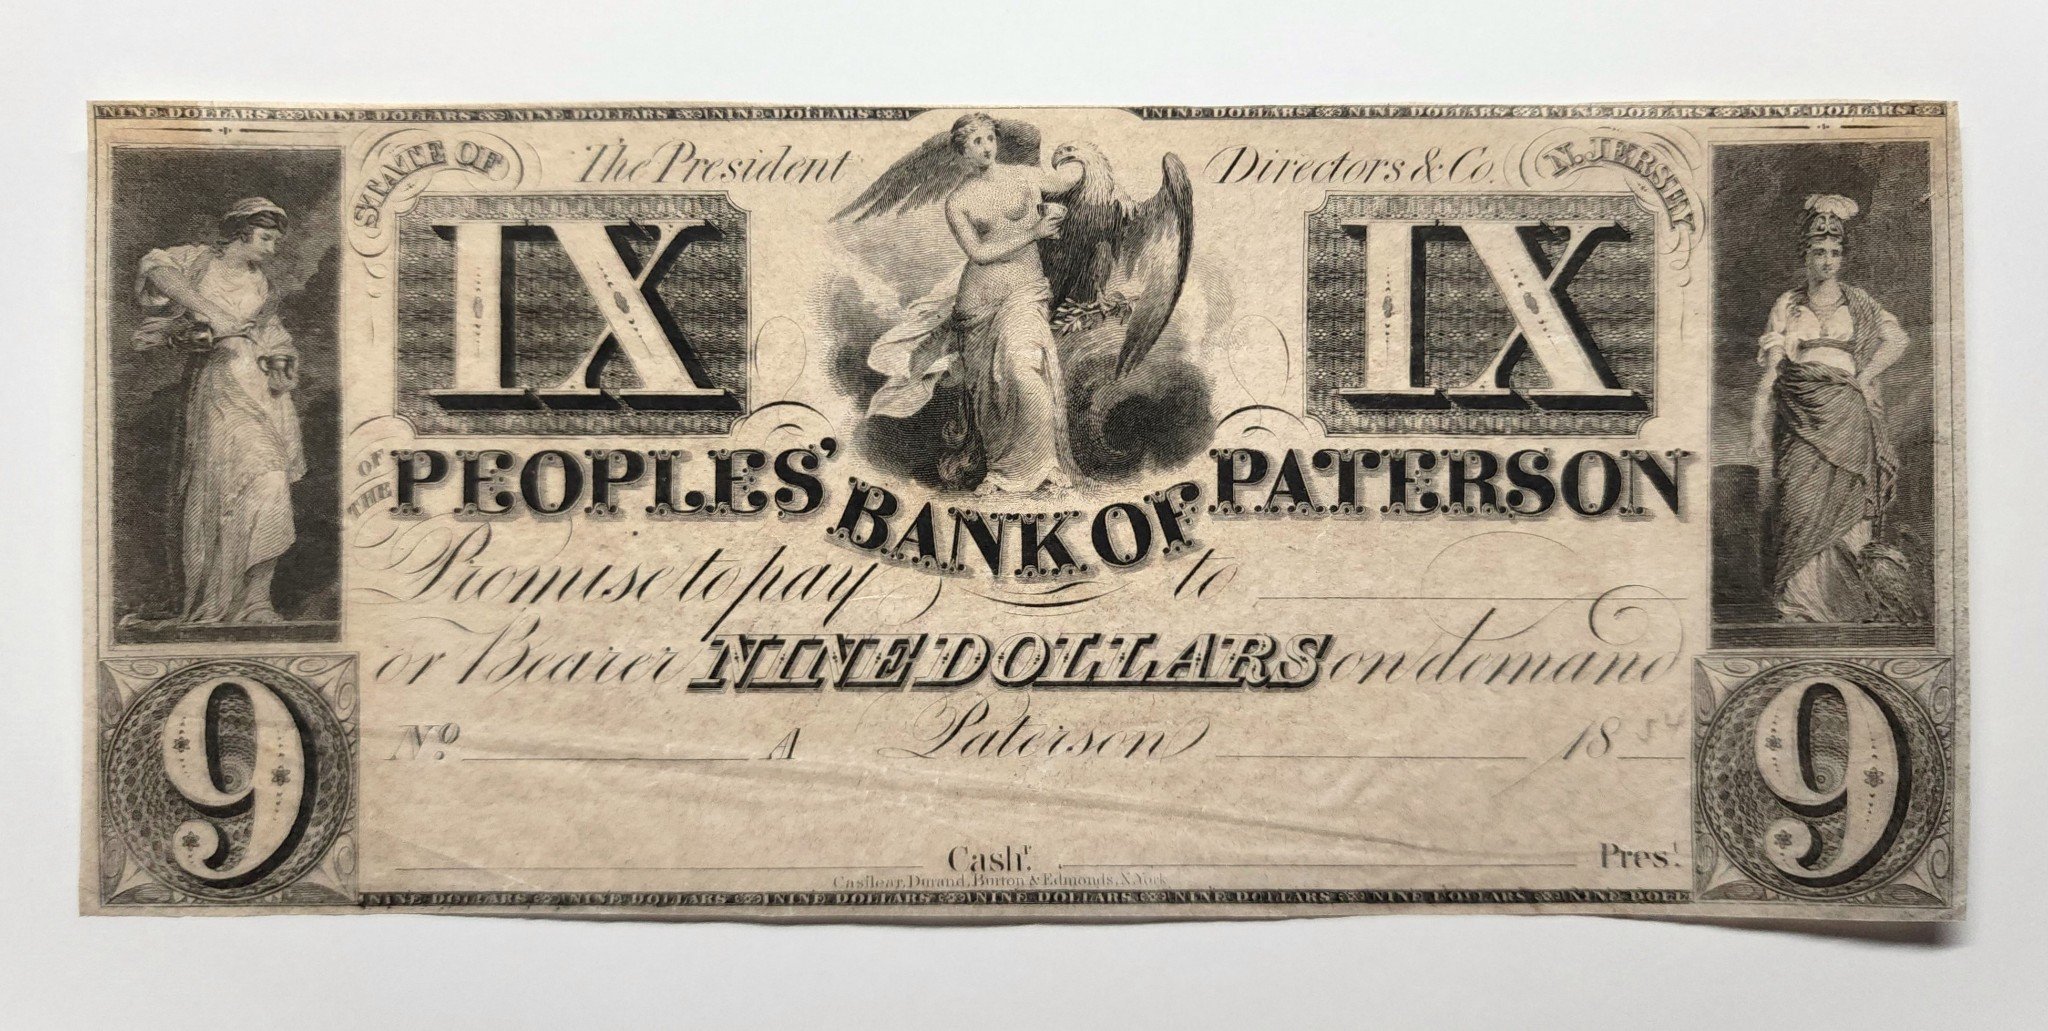 NINE DOLLARS NINE DOLLARS NINE DOLLARS NINE DOLLARS NINE DOLLARS NINE DOLLARS NINE DOLLARS NINE DOLLARS
STATE OF The President Directors & Co. N. JERSEY
IX IX
OF THE PEOPLES' BANK OF PATERSON
Promise to pay to
or Bearer NINE DOLLARS on demand
No. A Paterson 18
9 9
Cashr. Prest.
Casilear, Durand, Burton & Edmonds, N. York
NINE DOLLARS NINE DOLLARS NINE DOLLARS NINE DOLLARS NINE DOLLARS NINE DOLLARS NINE DOLL